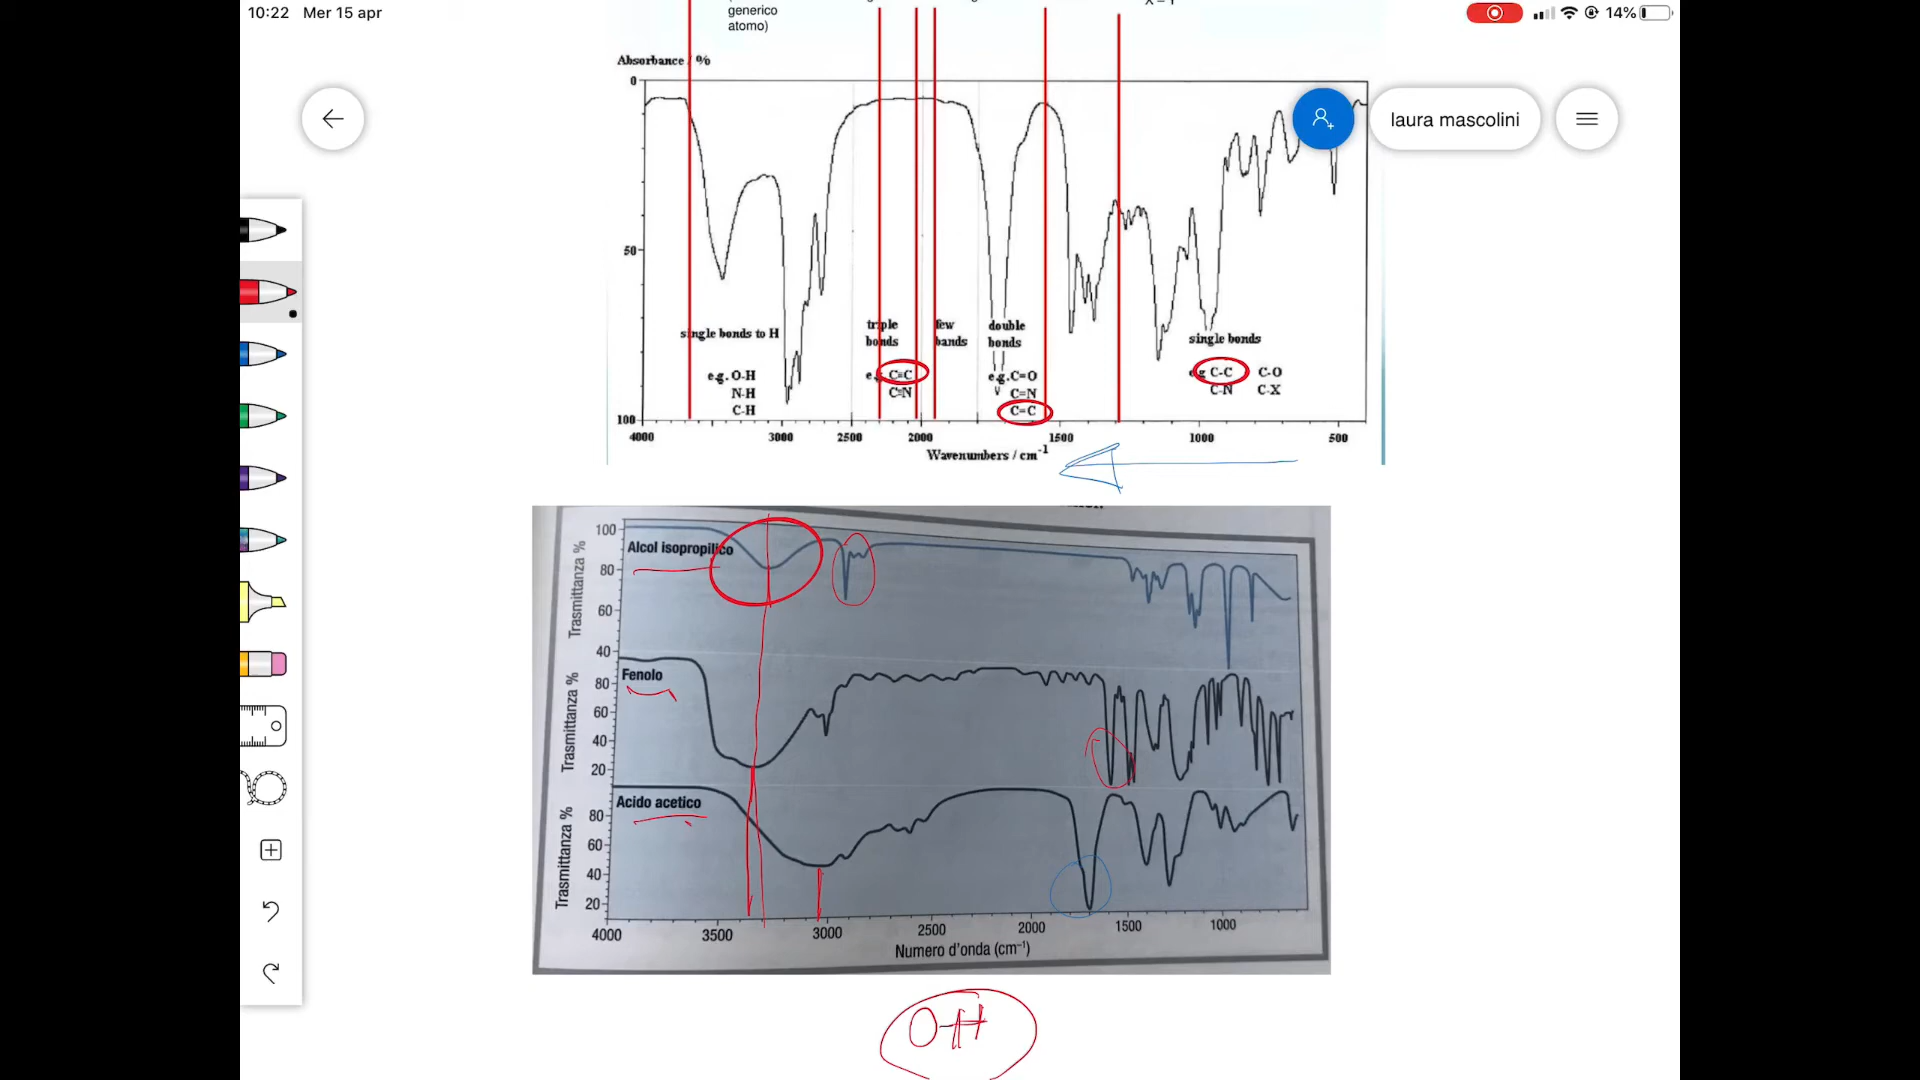 10:22 Mer 15 apr
14%
generico
atomo)
X = Y
laura mascolini
Absorbance / %
0
50
100
single bonds to H
e.g. O-H
N-H
C-H
triple
bonds
e.g. C≡C
C≡N
few
bands
double
bonds
e.g. C=O
C=N
C=C
single bonds
e.g. C-C C-O
C-N C-X
4000 3000 2500 2000 1500 1000 500
Wavenumbers / cm-1
Trasmittanza %
100
80
60
40
Alcol isopropilico
Trasmittanza %
80
60
40
20
Fenolo
Trasmittanza %
80
60
40
20
Acido acetico
4000 3500 3000 2500 2000 1500 1000
Numero d'onda (cm–1)
O-H